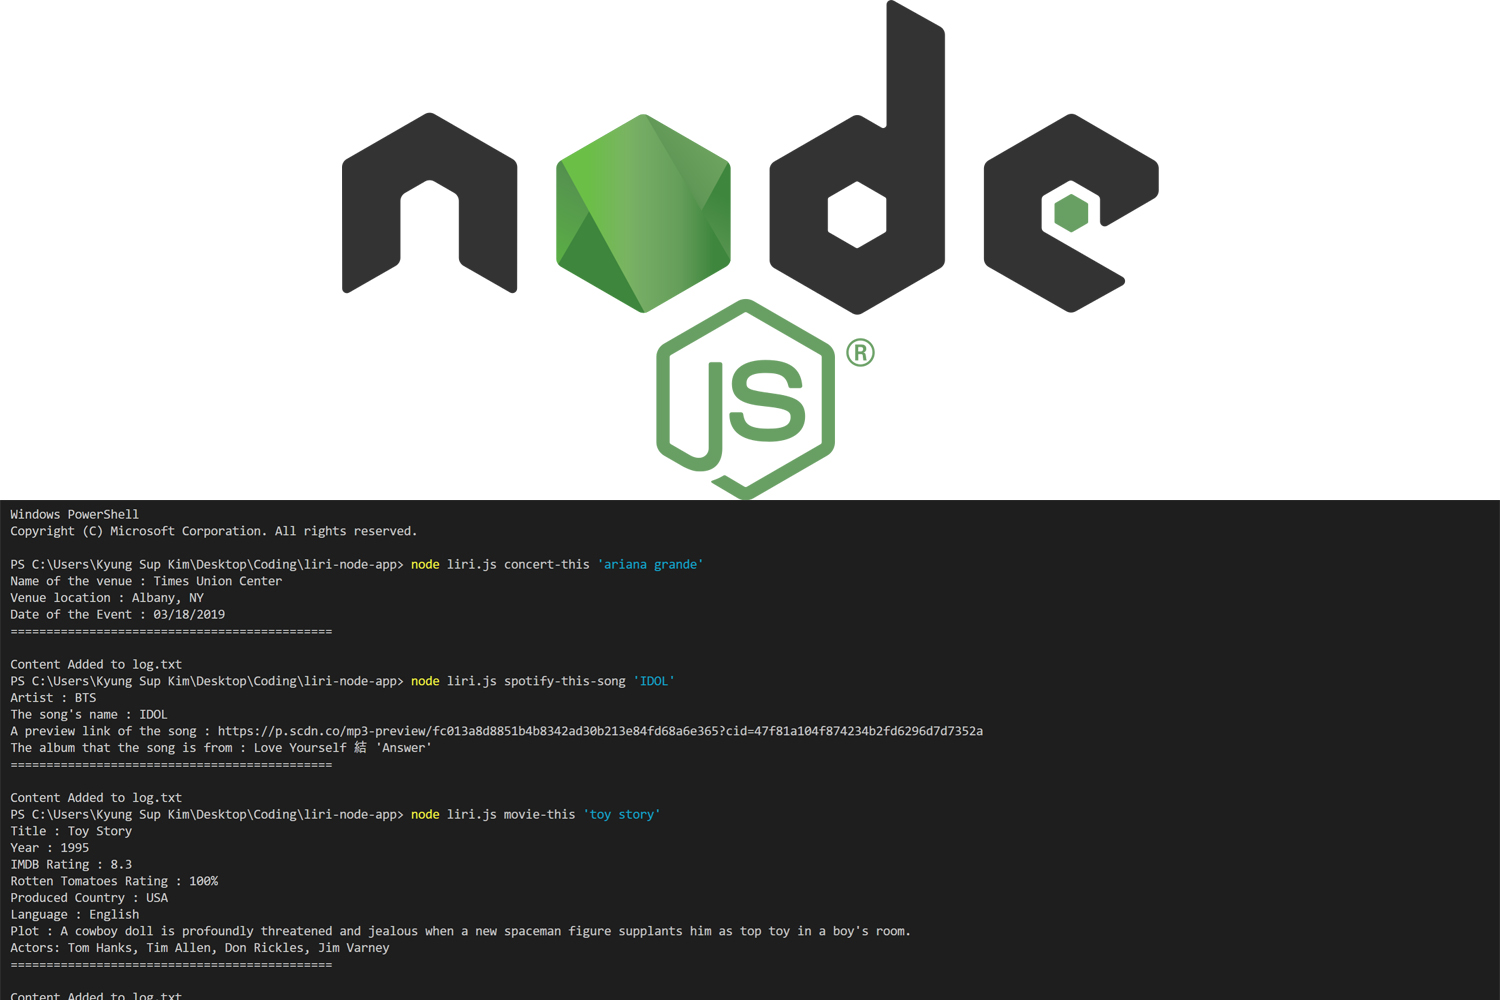 node
JS ®
Windows PowerShell
Copyright (C) Microsoft Corporation. All rights reserved.
PS C:\Users\Kyung Sup Kim\Desktop\Coding\liri-node-app> node liri.js concert-this 'ariana grande'
Name of the venue : Times Union Center
Venue location : Albany, NY
Date of the Event : 03/18/2019
=============================================
Content Added to log.txt
PS C:\Users\Kyung Sup Kim\Desktop\Coding\liri-node-app> node liri.js spotify-this-song 'IDOL'
Artist : BTS
The song's name : IDOL
A preview link of the song : https://p.scdn.co/mp3-preview/fc013a8d8851b4b8342ad30b213e84fd68a6e365?cid=47f81a104f874234b2fd6296d7d7352a
The album that the song is from : Love Yourself 結 'Answer'
=============================================
Content Added to log.txt
PS C:\Users\Kyung Sup Kim\Desktop\Coding\liri-node-app> node liri.js movie-this 'toy story'
Title : Toy Story
Year : 1995
IMDB Rating : 8.3
Rotten Tomatoes Rating : 100%
Produced Country : USA
Language : English
Plot : A cowboy doll is profoundly threatened and jealous when a new spaceman figure supplants him as top toy in a boy's room.
Actors: Tom Hanks, Tim Allen, Don Rickles, Jim Varney
=============================================
Content Added to log.txt